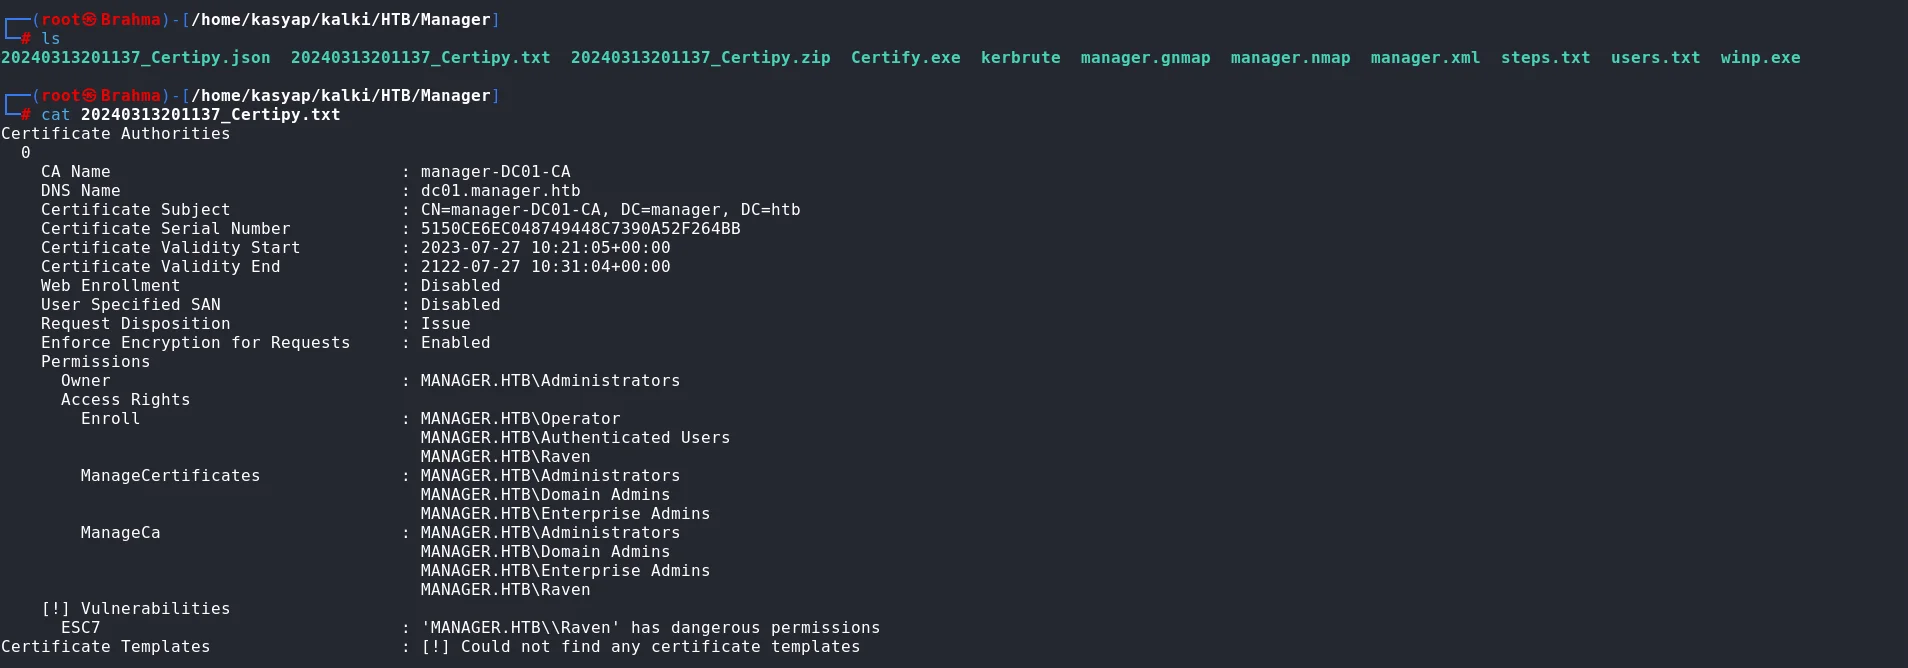 ┌──(root㉿Brahma)-[/home/kasyap/kalki/HTB/Manager]
└─# ls
20240313201137_Certipy.json  20240313201137_Certipy.txt  20240313201137_Certipy.zip  Certify.exe  kerbrute  manager.gnmap  manager.nmap  manager.xml  steps.txt  users.txt  winp.exe

┌──(root㉿Brahma)-[/home/kasyap/kalki/HTB/Manager]
└─# cat 20240313201137_Certipy.txt
Certificate Authorities
  0
    CA Name                             : manager-DC01-CA
    DNS Name                            : dc01.manager.htb
    Certificate Subject                 : CN=manager-DC01-CA, DC=manager, DC=htb
    Certificate Serial Number           : 5150CE6EC048749448C7390A52F264BB
    Certificate Validity Start          : 2023-07-27 10:21:05+00:00
    Certificate Validity End            : 2122-07-27 10:31:04+00:00
    Web Enrollment                      : Disabled
    User Specified SAN                  : Disabled
    Request Disposition                 : Issue
    Enforce Encryption for Requests     : Enabled
    Permissions
      Owner                             : MANAGER.HTB\Administrators
      Access Rights
        Enroll                          : MANAGER.HTB\Operator
                                          MANAGER.HTB\Authenticated Users
                                          MANAGER.HTB\Raven
        ManageCertificates              : MANAGER.HTB\Administrators
                                          MANAGER.HTB\Domain Admins
                                          MANAGER.HTB\Enterprise Admins
        ManageCa                        : MANAGER.HTB\Administrators
                                          MANAGER.HTB\Domain Admins
                                          MANAGER.HTB\Enterprise Admins
                                          MANAGER.HTB\Raven
    [!] Vulnerabilities
      ESC7                              : 'MANAGER.HTB\\Raven' has dangerous permissions
Certificate Templates                   : [!] Could not find any certificate templates